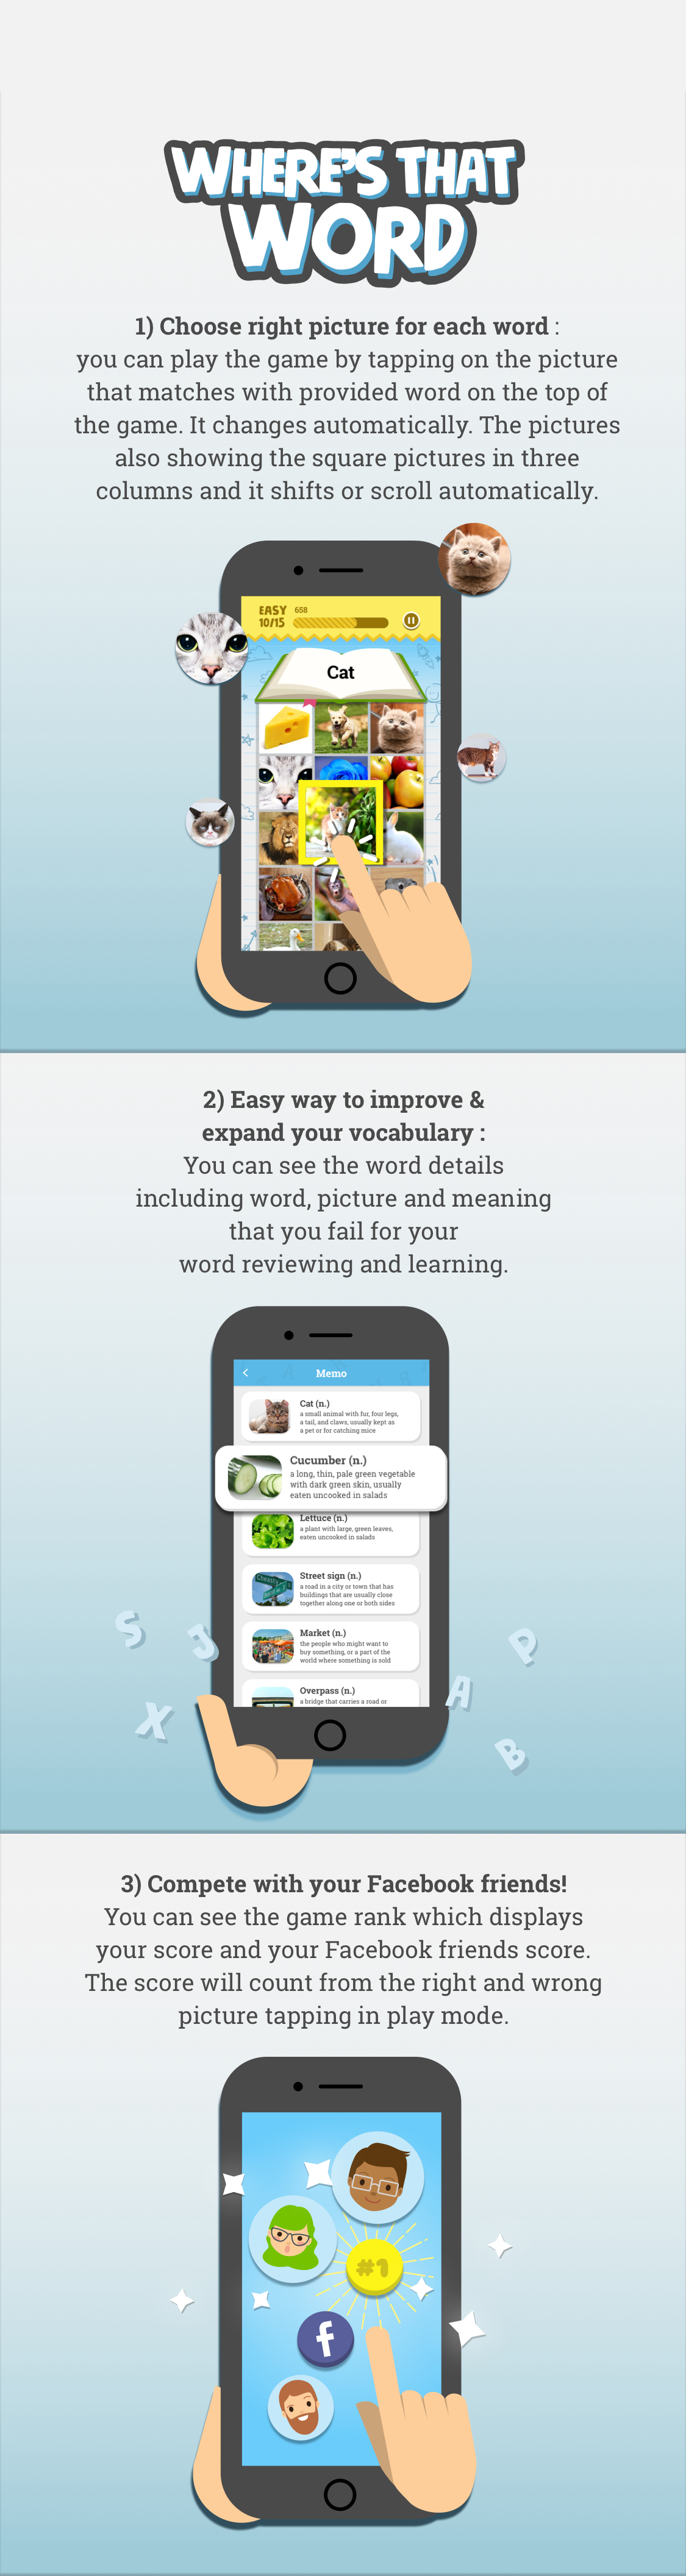 WHERE'S THAT
WORD
1) Choose right picture for each word :
you can play the game by tapping on the picture
that matches with provided word on the top of
the game. It changes automatically. The pictures
also showing the square pictures in three
columns and it shifts or scroll automatically.
EASY 658
10/15
Cat
2) Easy way to improve &
expand your vocabulary :
You can see the word details
including word, picture and meaning
that you fail for your
word reviewing and learning.
Memo
Cat (n.)
a small animal with fur, four legs,
a tail, and claws, usually kept as
a pet or for catching mice
Cucumber (n.)
a long, thin, pale green vegetable
with dark green skin, usually
eaten uncooked in salads
Lettuce (n.)
a plant with large, green leaves,
eaten uncooked in salads
Street sign (n.)
a road in a city or town that has
buildings that are usually close
together along one or both sides
Market (n.)
the people who might want to
buy something, or a part of the
world where something is sold
Overpass (n.)
a bridge that carries a road or
S
J
P
X
A
B
3) Compete with your Facebook friends!
You can see the game rank which displays
your score and your Facebook friends score.
The score will count from the right and wrong
picture tapping in play mode.
#1
f